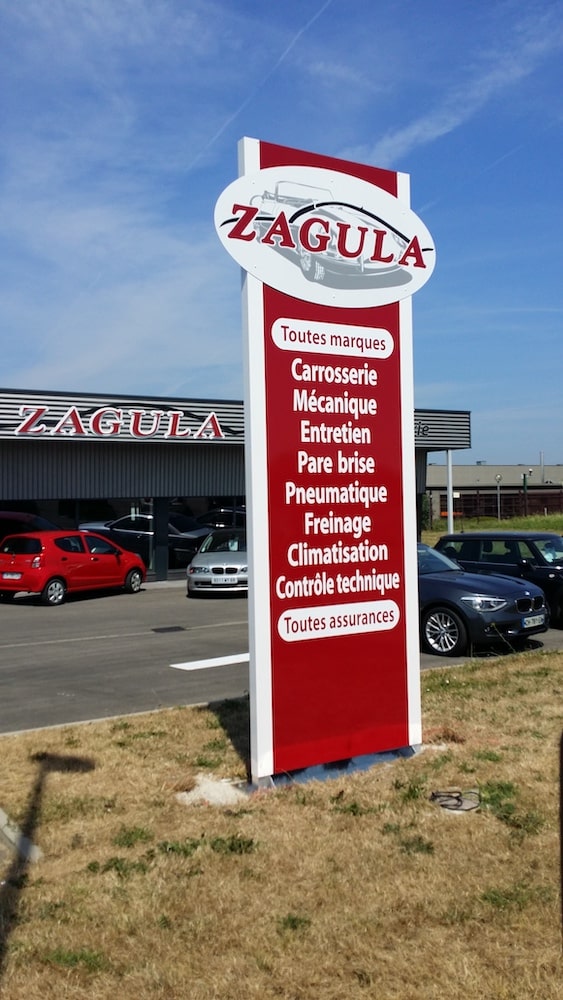 ZAGULA
Toutes marques
Carrosserie
Mécanique
Entretien
Pare brise
Pneumatique
Freinage
Climatisation
Contrôle technique
Toutes assurances
ZAGULA